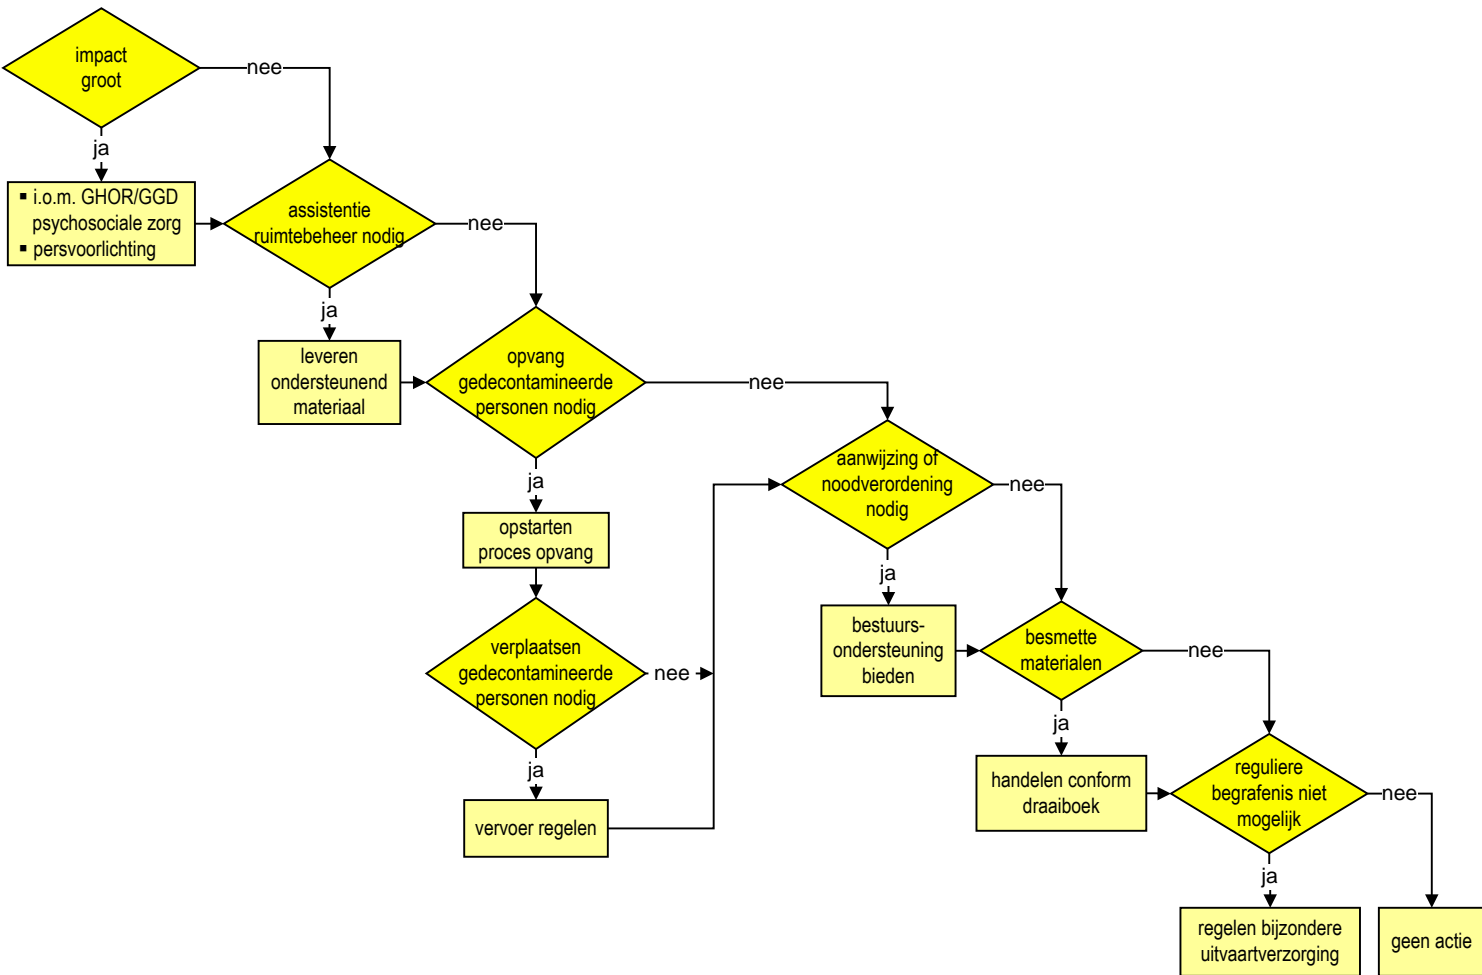 impact
groot
nee
ja
▪ i.o.m. GHOR/GGD
psychosociale zorg
▪ persvoorlichting
assistentie
ruimtebeheer nodig
nee
ja
leveren
ondersteunend
materiaal
opvang
gedecontamineerde
personen nodig
nee
ja
opstarten
proces opvang
verplaatsen
gedecontamineerde
personen nodig
nee
ja
vervoer regelen
aanwijzing of
noodverordening
nodig
nee
ja
bestuurs-
ondersteuning
bieden
besmette
materialen
nee
ja
handelen conform
draaiboek
reguliere
begrafenis niet
mogelijk
nee
ja
regelen bijzondere
uitvaartverzorging
geen actie